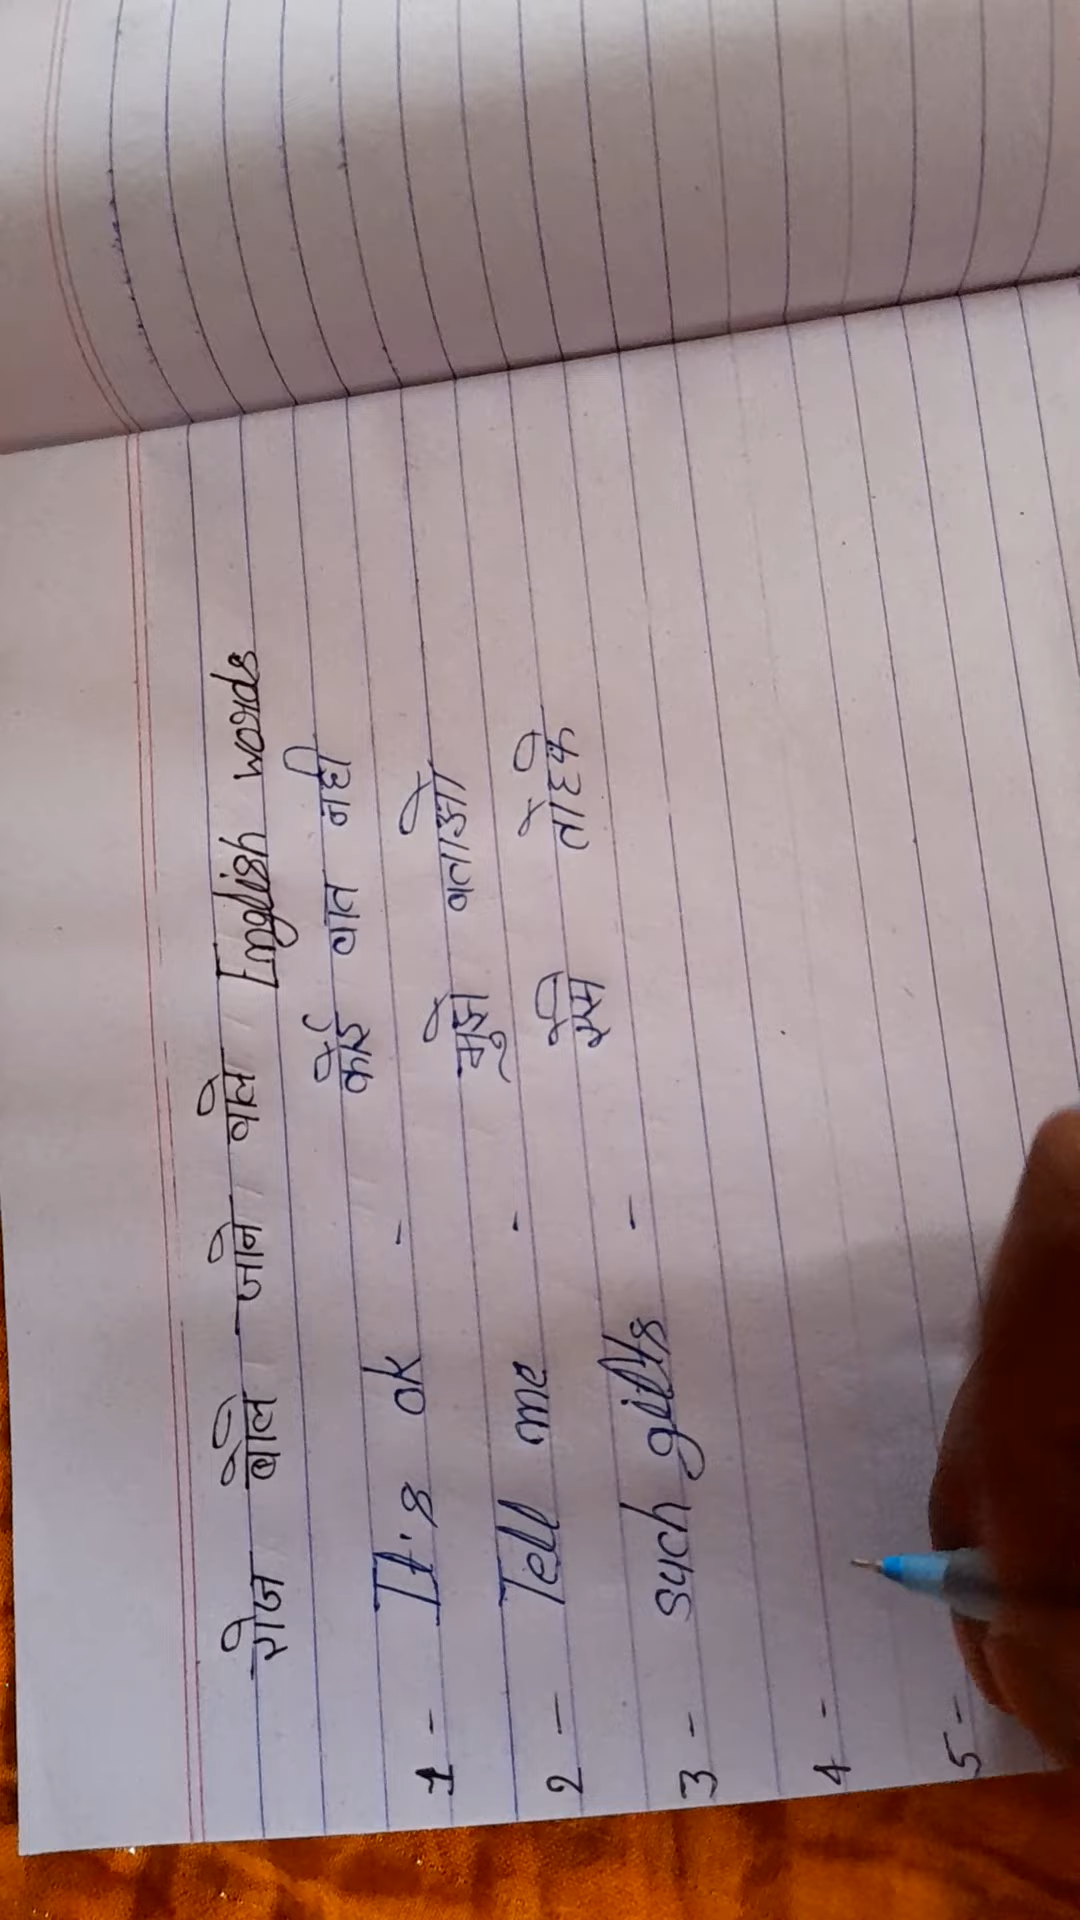 रोज बोले जाने वाले English words
1- It's ok - कोई बात नही
2- Tell me - मुझे बताओ
3- such gifts - ऐसे तोहफे
4-
5-